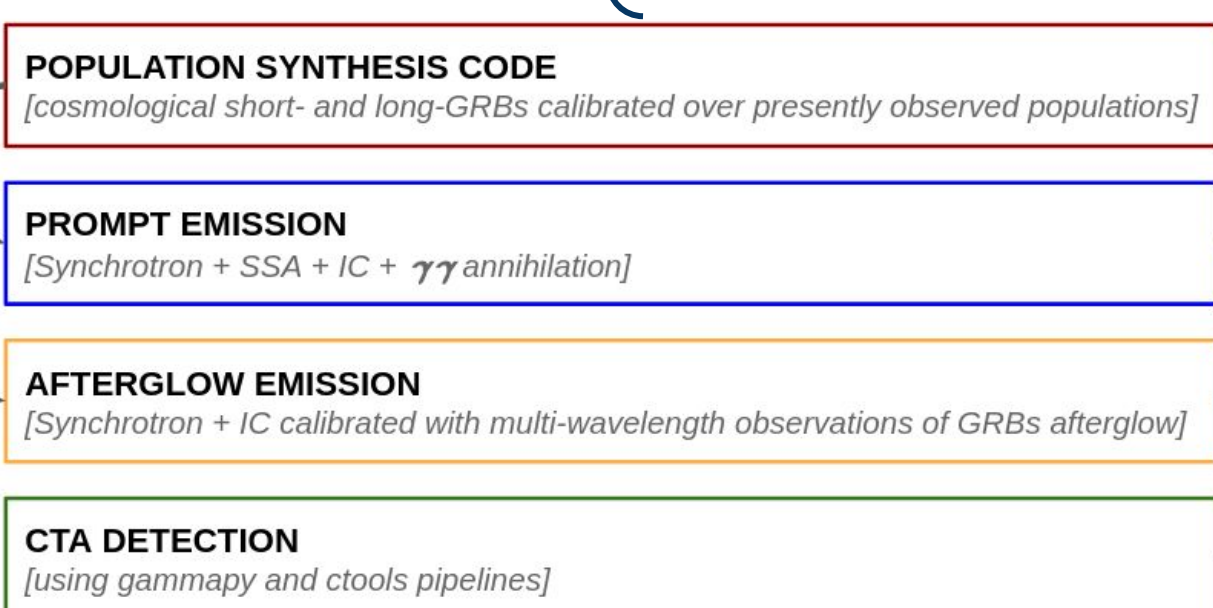 POPULATION SYNTHESIS CODE
[cosmological short- and long-GRBs calibrated over presently observed populations]
PROMPT EMISSION
[Synchrotron + SSA + IC + γγ annihilation]
AFTERGLOW EMISSION
[Synchrotron + IC calibrated with multi-wavelength observations of GRBs afterglow]
CTA DETECTION
[using gammapy and ctools pipelines]